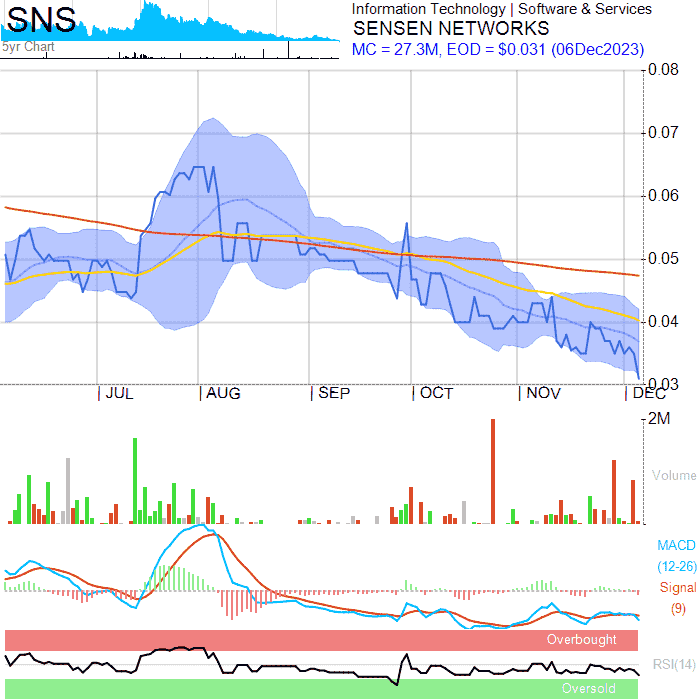 SNS
Information Technology | Software & Services
SENSEN NETWORKS
5yr Chart
MC = 27.3M, EOD = $0.031 (06Dec2023)
0.08
0.07
0.06
0.05
0.04
0.03
JUL
AUG
SEP
OCT
NOV
DEC
2M
Volume
MACD
(12-26)
Signal
(9)
Overbought
RSI(14)
Oversold